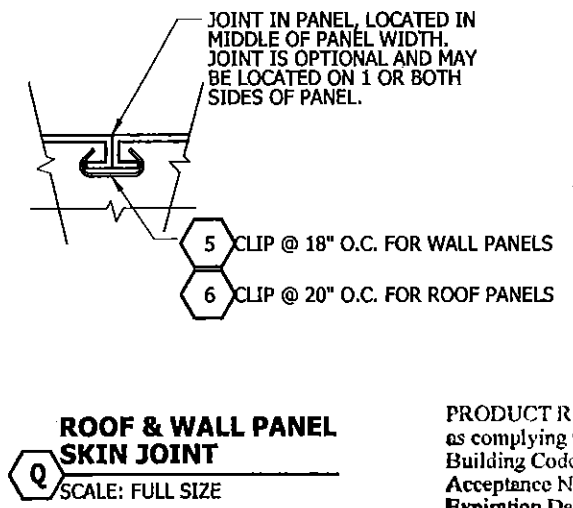 JOINT IN PANEL, LOCATED IN
MIDDLE OF PANEL WIDTH.
JOINT IS OPTIONAL AND MAY
BE LOCATED ON 1 OR BOTH
SIDES OF PANEL.
5 CLIP @ 18" O.C. FOR WALL PANELS
6 CLIP @ 20" O.C. FOR ROOF PANELS
ROOF & WALL PANEL
SKIN JOINT
Q
SCALE: FULL SIZE
PRODUCT R
as complying
Building Code
Acceptance N
Expiration Da